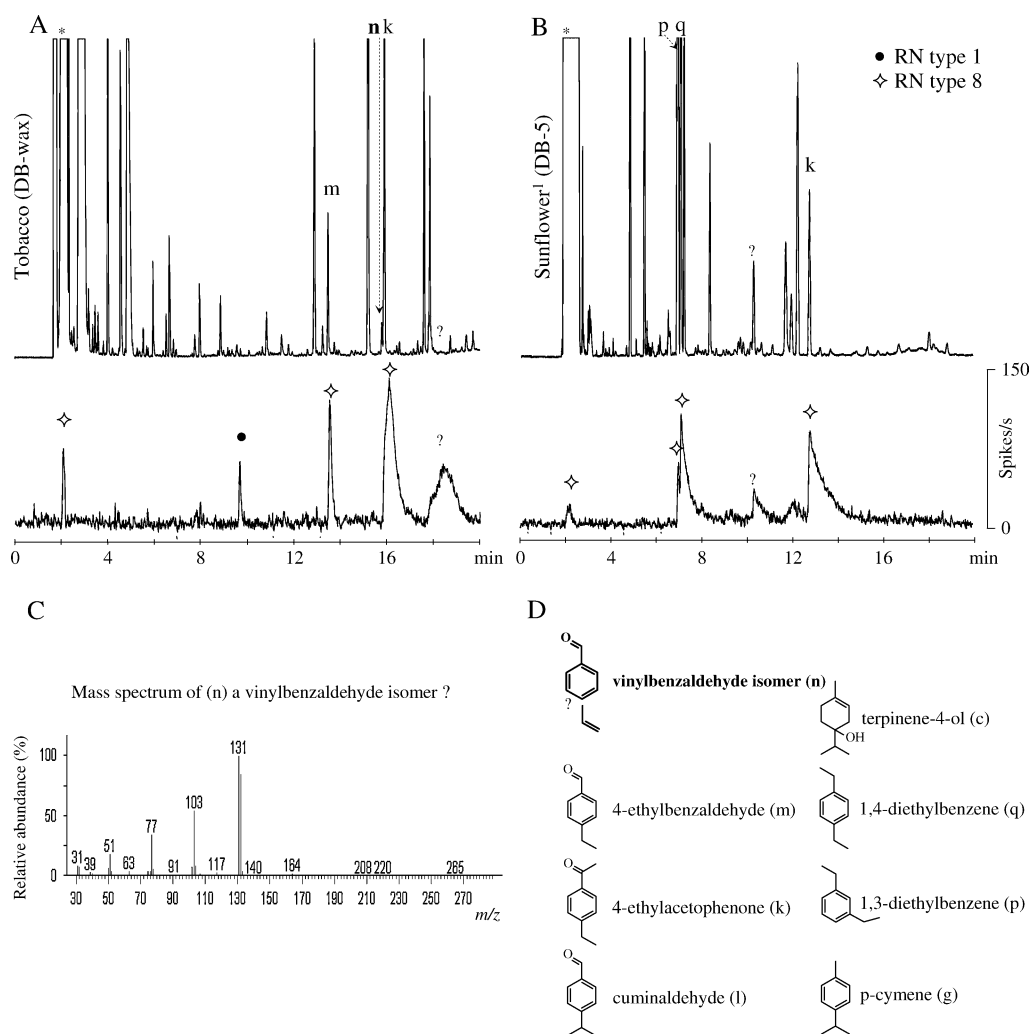 A
B
*
n k
m
?
Tobacco (DB-wax)
*
p q
?
k
Sunflower¹ (DB-5)
● RN type 1
✧ RN type 8
?
?
150
Spikes/s
0
0 4 8 12 16 min
0 4 8 12 16 min
C
D
Mass spectrum of (n) a vinylbenzaldehyde isomer ?
Relative abundance (%)
100
50
0
31 39 51 63 77 91 103 117 131 140 164 208 220 265
30 50 70 90 110 130 150 170 190 210 230 250 270
m/z
O
?
vinylbenzaldehyde isomer (n)
OH
terpinene-4-ol (c)
O
4-ethylbenzaldehyde (m)
1,4-diethylbenzene (q)
O
4-ethylacetophenone (k)
1,3-diethylbenzene (p)
O
cuminaldehyde (l)
p-cymene (g)